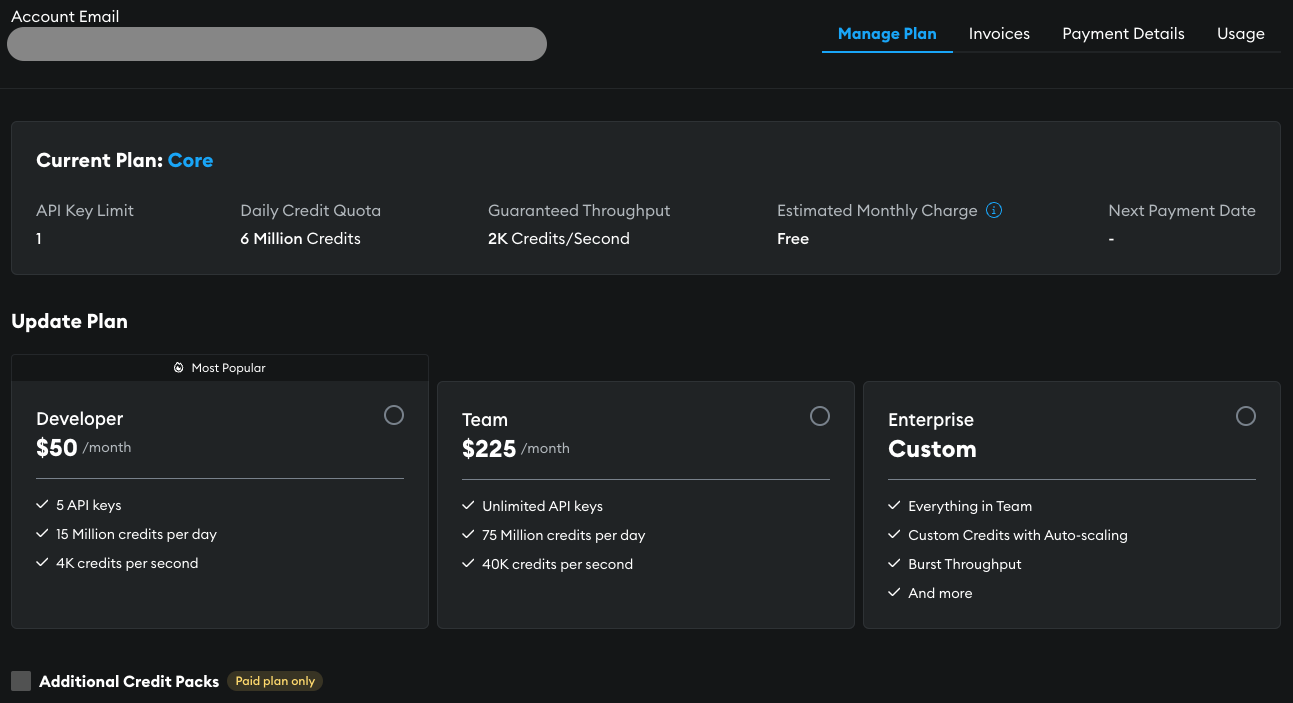 Account Email
Manage Plan Invoices Payment Details Usage
Current Plan: Core
API Key Limit Daily Credit Quota Guaranteed Throughput Estimated Monthly Charge Next Payment Date
1 6 Million Credits 2K Credits/Second Free -
Update Plan
Most Popular
Developer
$50 /month
5 API keys
15 Million credits per day
4K credits per second
Team
$225 /month
Unlimited API keys
75 Million credits per day
40K credits per second
Enterprise
Custom
Everything in Team
Custom Credits with Auto-scaling
Burst Throughput
And more
Additional Credit Packs Paid plan only